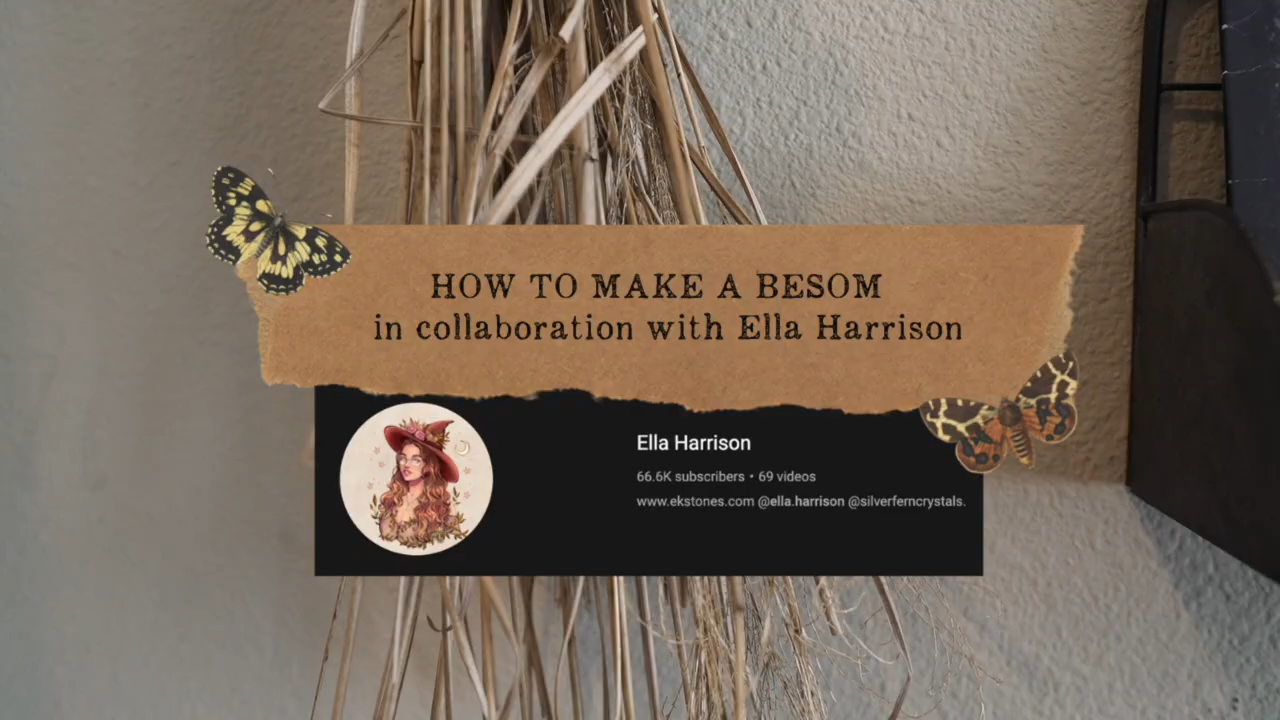 HOW TO MAKE A BESOM
in collaboration with Ella Harrison
Ella Harrison
66.6K subscribers • 69 videos
www.ekstones.com @ella.harrison @silverferncrystals.